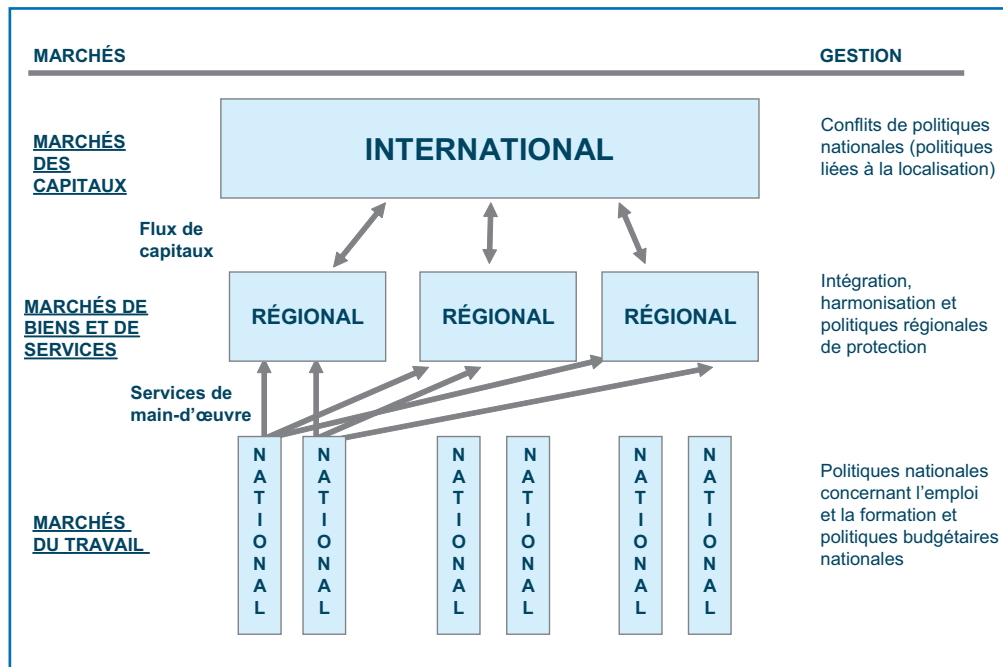 MARCHÉS
GESTION
MARCHÉS
DES
CAPITAUX
INTERNATIONAL
Conflits de politiques
nationales (politiques
liées à la localisation)
Flux de
capitaux
MARCHÉS DE
BIENS ET DE
SERVICES
RÉGIONAL
RÉGIONAL
RÉGIONAL
Intégration,
harmonisation et
politiques régionales
de protection
Services de
main-d’œuvre
MARCHÉS
DU TRAVAIL
NATIONAL
NATIONAL
NATIONAL
NATIONAL
NATIONAL
NATIONAL
Politiques nationales
concernant l’emploi
et la formation et
politiques budgétaires
nationales